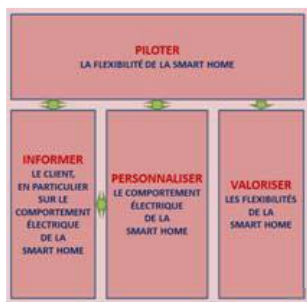 PILOTER
LA FLEXIBILITÉ DE LA SMART HOME
INFORMER
LE CLIENT,
EN PARTICULIER
SUR LE
COMPORTEMENT
ÉLECTRIQUE
DE LA
SMART HOME
PERSONNALISER
LE COMPORTEMENT
ÉLECTRIQUE
DE LA
SMART HOME
VALORISER
LES FLEXIBILITÉS
DE LA
SMART HOME